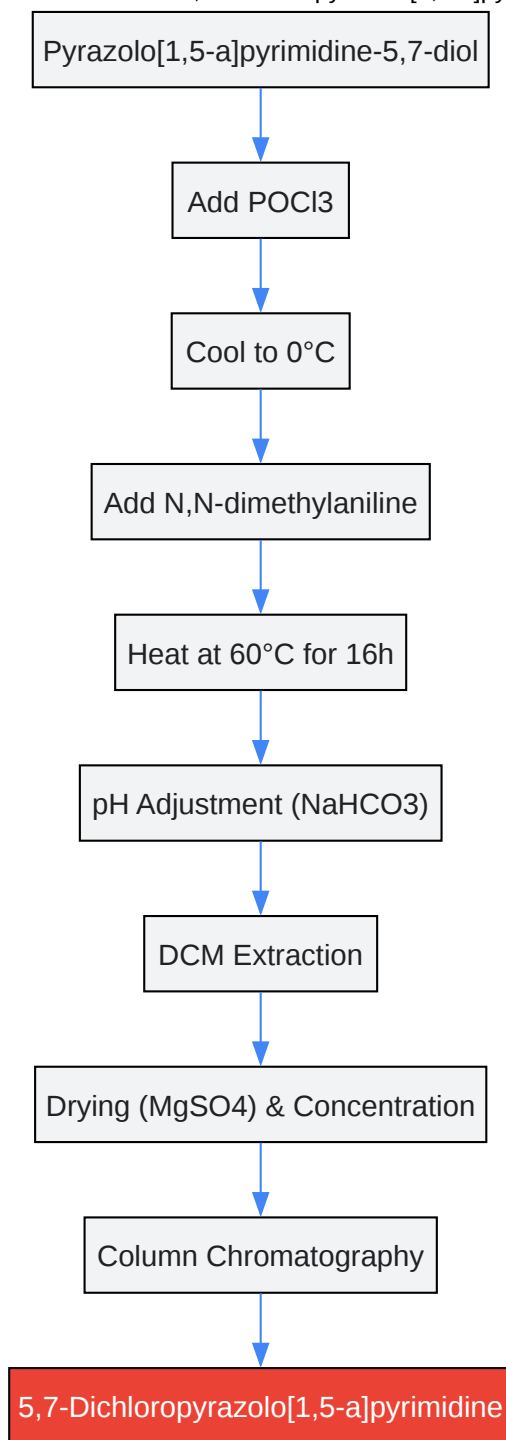 Pyrazolo[1,5-a]pyrimidine-5,7-diol
Add POCl3
Cool to 0°C
Add N,N-dimethylaniline
Heat at 60°C for 16h
pH Adjustment (NaHCO3)
DCM Extraction
Drying (MgSO4) & Concentration
Column Chromatography
5,7-Dichloropyrazolo[1,5-a]pyrimidine